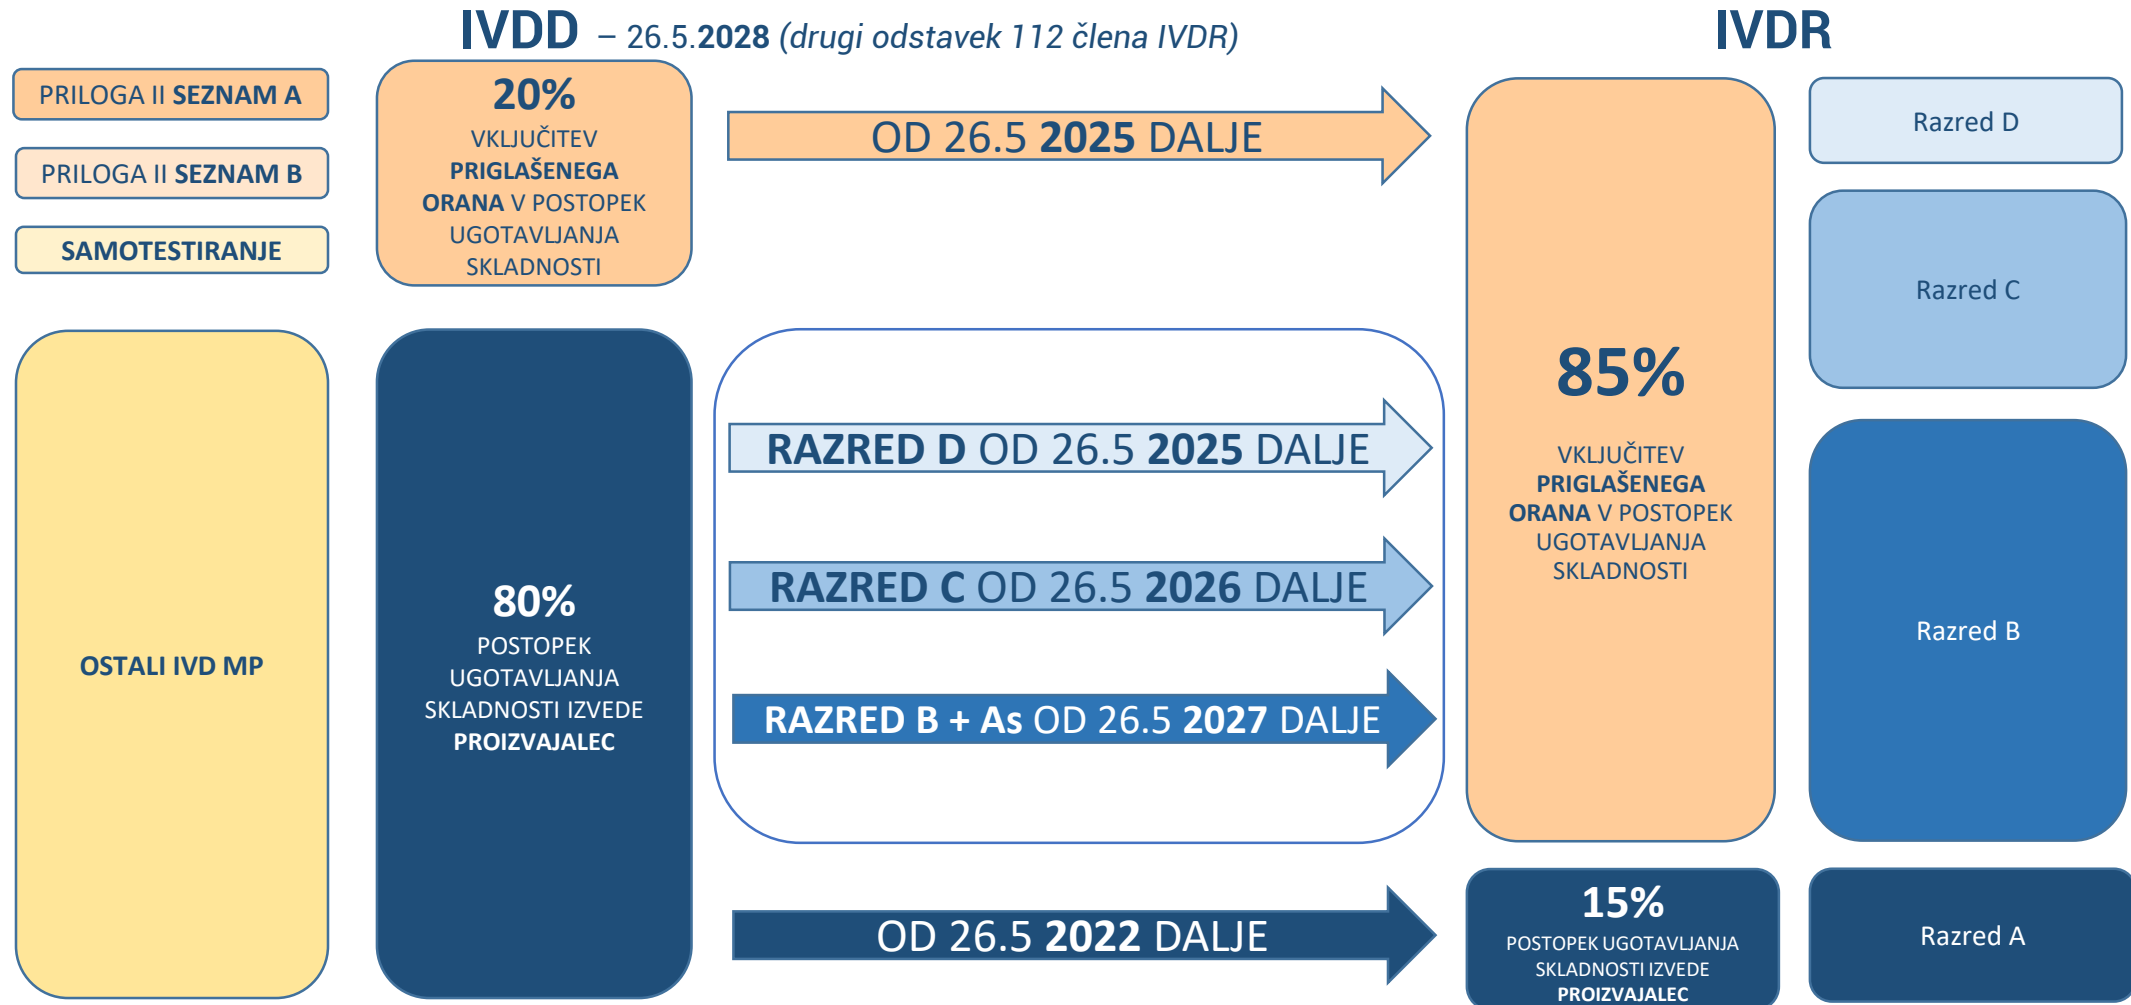 IVDD – 26.5.2028 (drugi odstavek 112 člena IVDR)
IVDR
PRILOGA II SEZNAM A
PRILOGA II SEZNAM B
SAMOTESTIRANJE
OSTALI IVD MP
20%
VKLJUČITEV
PRIGLAŠENEGA
ORANA V POSTOPEK
UGOTAVLJANJA
SKLADNOSTI
80%
POSTOPEK
UGOTAVLJANJA
SKLADNOSTI IZVEDE
PROIZVAJALEC
OD 26.5 2025 DALJE
RAZRED D OD 26.5 2025 DALJE
RAZRED C OD 26.5 2026 DALJE
RAZRED B + As OD 26.5 2027 DALJE
OD 26.5 2022 DALJE
85%
VKLJUČITEV
PRIGLAŠENEGA
ORANA V POSTOPEK
UGOTAVLJANJA
SKLADNOSTI
15%
POSTOPEK UGOTAVLJANJA
SKLADNOSTI IZVEDE
PROIZVAJALEC
Razred D
Razred C
Razred B
Razred A